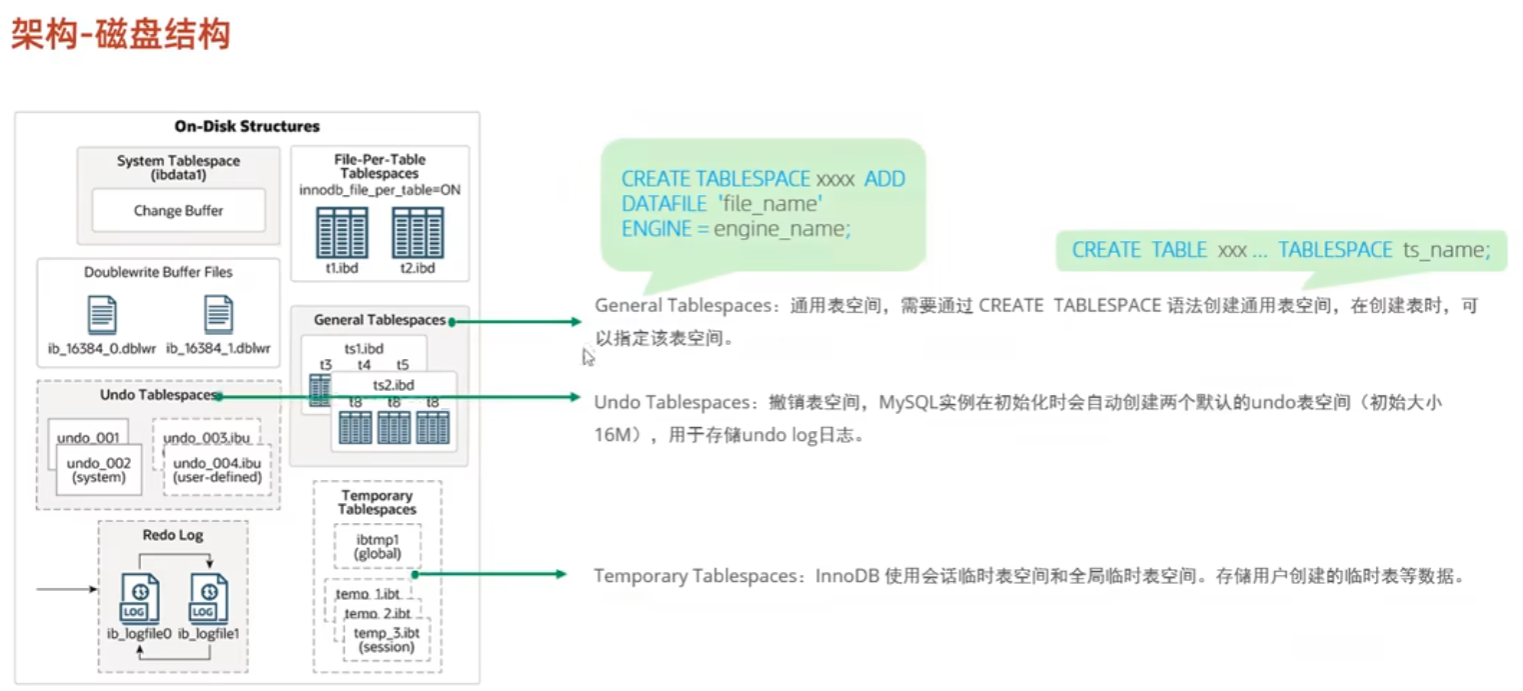 架构-磁盘结构
On-Disk Structures
System Tablespace
(ibdata1)
Change Buffer
File-Per-Table
Tablespaces
innodb_file_per_table=ON
t1.ibd t2.ibd
Doublewrite Buffer Files
ib_16384_0.dblwr ib_16384_1.dblwr
General Tablespaces
ts1.ibd
t3 t4 t5
ts2.ibd
t8 t8 t8
Undo Tablespaces
undo_001
undo_002
(system)
undo_003.ibu
undo_004.ibu
(user-defined)
Temporary
Tablespaces
ibtmp1
(global)
temp_1.ibt
temp_2.ibt
temp_3.ibt
(session)
Redo Log
LOG LOG
ib_logfile0 ib_logfile1
CREATE TABLESPACE xxxx ADD
DATAFILE 'file_name'
ENGINE = engine_name;
CREATE TABLE xxx ... TABLESPACE ts_name;
General Tablespaces：通用表空间，需要通过 CREATE TABLESPACE 语法创建通用表空间，在创建表时，可
以指定该表空间。
Undo Tablespaces：撤销表空间，MySQL实例在初始化时会自动创建两个默认的undo表空间（初始大小
16M），用于存储undo log日志。
Temporary Tablespaces：InnoDB 使用会话临时表空间和全局临时表空间。存储用户创建的临时表等数据。